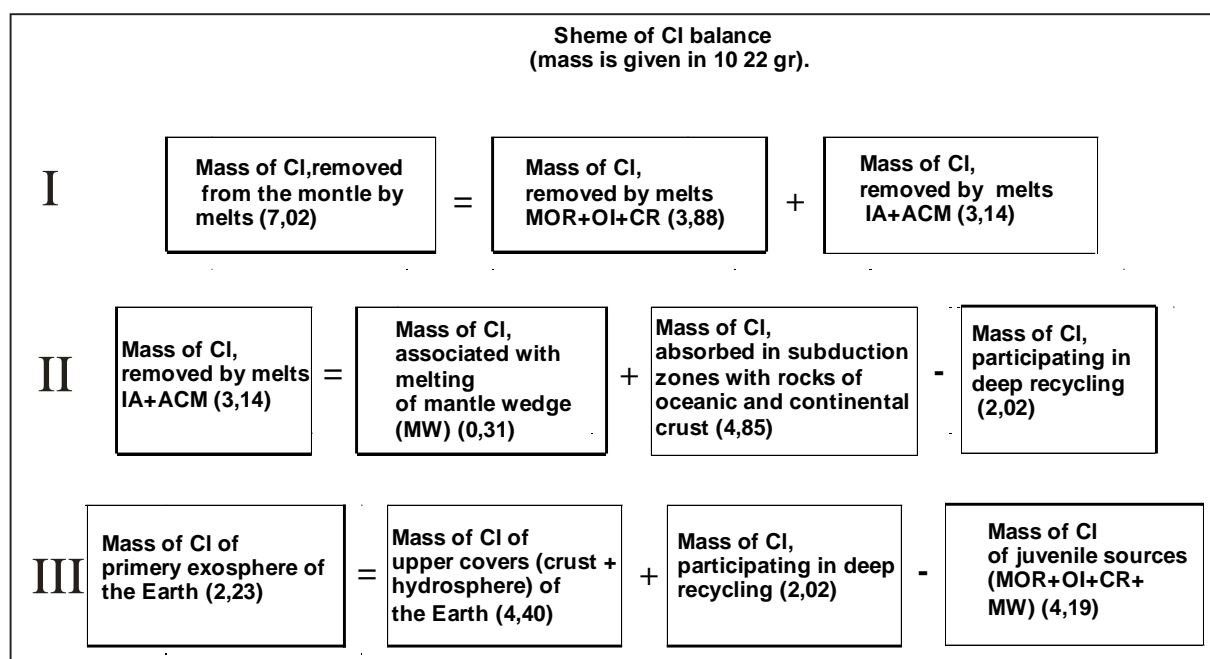 Sheme of Cl balance
(mass is given in 10 22 gr).
I
Mass of Cl,removed
from the montle by
melts (7,02)
=
Mass of Cl,
removed by melts
MOR+OI+CR (3,88)
+
Mass of Cl,
removed by melts
IA+ACM (3,14)
II
Mass of Cl,
removed by melts
IA+ACM (3,14)
=
Mass of Cl,
associated with
melting
of mantle wedge
(MW) (0,31)
+
Mass of Cl,
absorbed in subduction
zones with rocks of
oceanic and continental
crust (4,85)
-
Mass of Cl,
participating in
deep recycling
(2,02)
III
Mass of Cl of
primery exosphere of
the Earth (2,23)
=
Mass of Cl of
upper covers (crust +
hydrosphere) of
the Earth (4,40)
+
Mass of Cl,
participating in deep
recycling (2,02)
-
Mass of Cl
of juvenile sources
(MOR+OI+CR+
MW) (4,19)